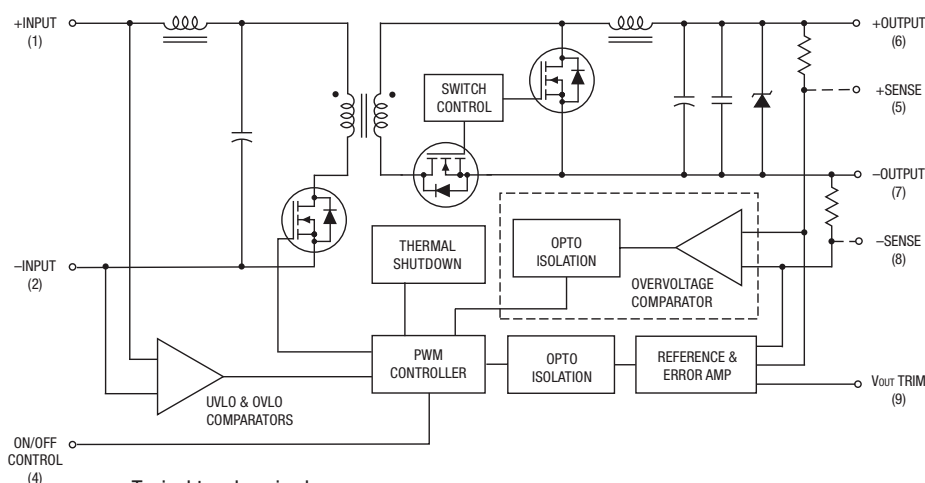 +INPUT
(1)
+OUTPUT
(6)
+SENSE
(5)
SWITCH
CONTROL
–OUTPUT
(7)
–SENSE
(8)
–INPUT
(2)
THERMAL
SHUTDOWN
OPTO
ISOLATION
OVERVOLTAGE
COMPARATOR
PWM
CONTROLLER
OPTO
ISOLATION
REFERENCE &
ERROR AMP
VOUT TRIM
(9)
UVLO & OVLO
COMPARATORS
ON/OFF
CONTROL
(4)